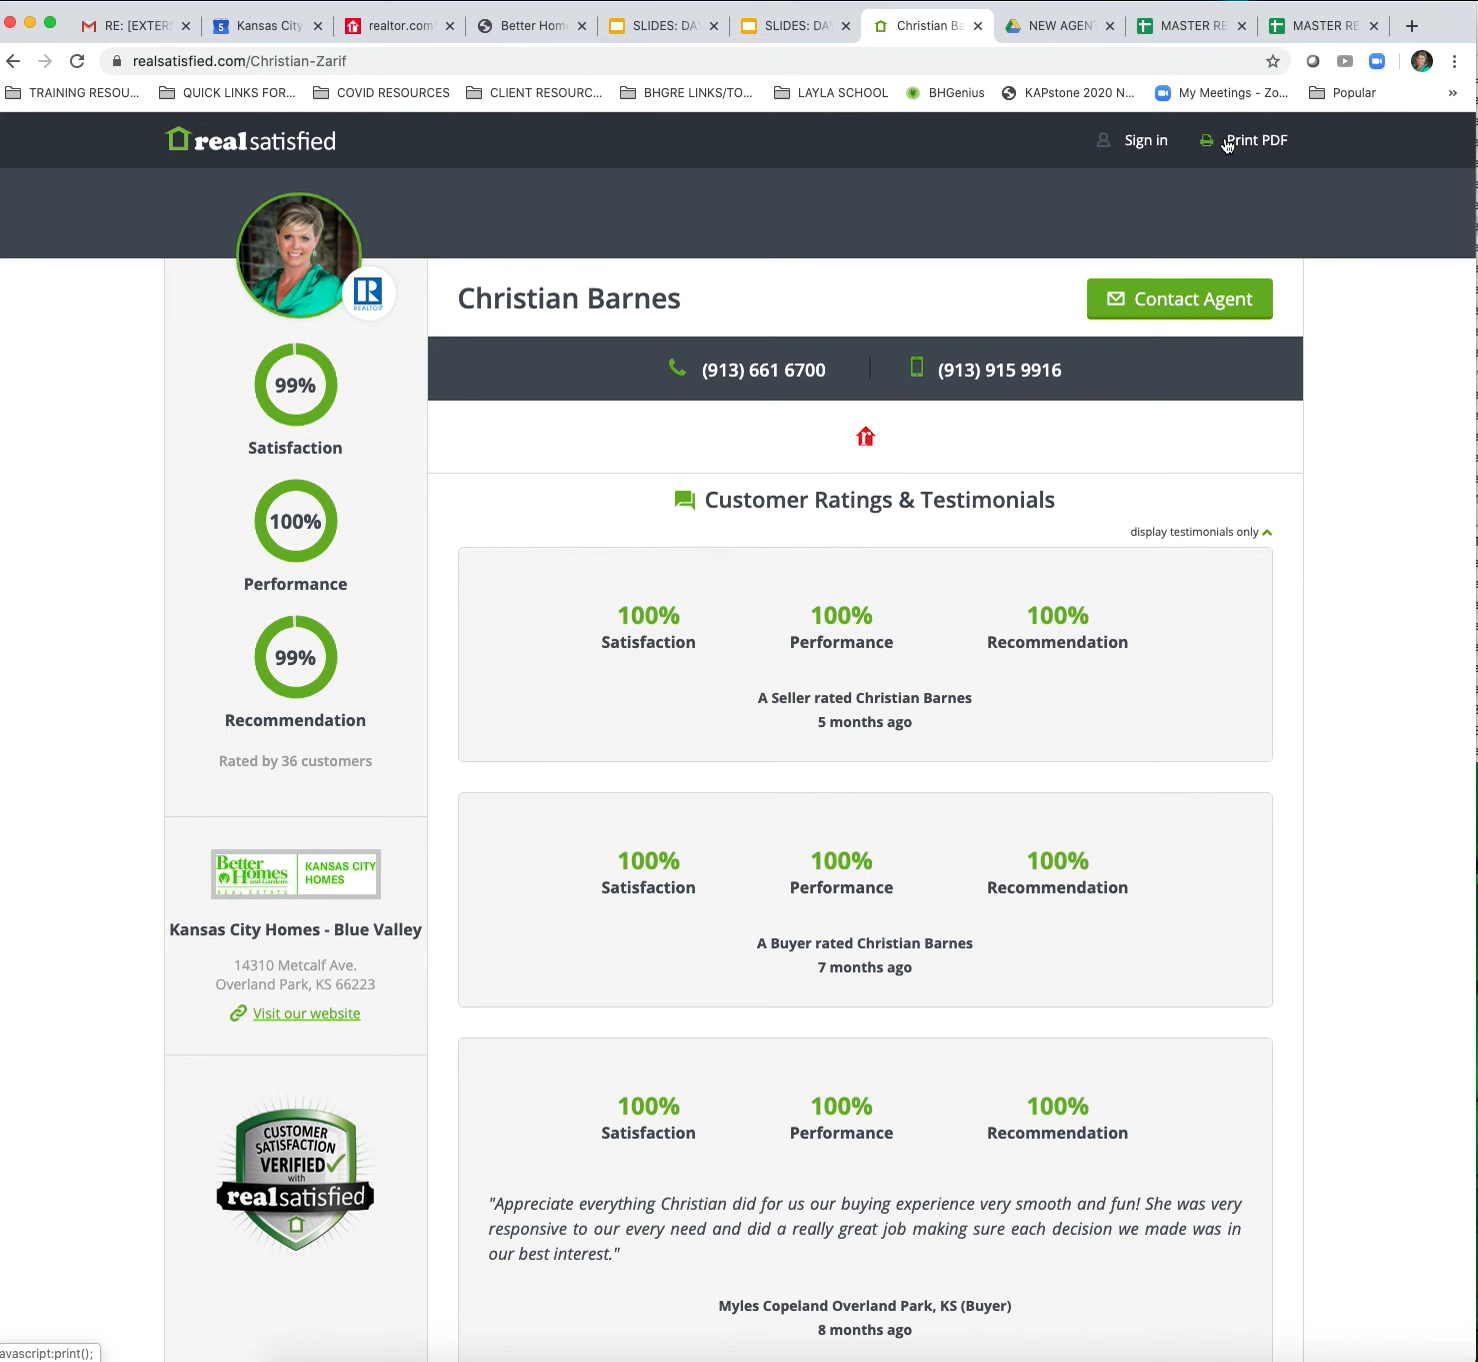 RE: [EXTER
Kansas City
realtor.com
Better Home
SLIDES: DA
SLIDES: DA
Christian Ba
NEW AGEN
MASTER RE
MASTER RE
realsatisfied.com/Christian-Zarif
TRAINING RESOU...
QUICK LINKS FOR...
COVID RESOURCES
CLIENT RESOURC...
BHGRE LINKS/TO...
LAYLA SCHOOL
BHGenius
KAPstone 2020 N...
My Meetings - Zo...
Popular
»
realsatisfied
Sign in
Print PDF
REALTOR
Christian Barnes
Contact Agent
(913) 661 6700
(913) 915 9916
99%
Satisfaction
100%
Performance
99%
Recommendation
Rated by 36 customers
Better
Homes
and Gardens
REAL ESTATE
KANSAS CITY
HOMES
Kansas City Homes - Blue Valley
14310 Metcalf Ave.
Overland Park, KS 66223
Visit our website
CUSTOMER
SATISFACTION
VERIFIED
with
realsatisfied
Customer Ratings & Testimonials
display testimonials only
100% 100% 100%
Satisfaction Performance Recommendation
A Seller rated Christian Barnes
5 months ago
100% 100% 100%
Satisfaction Performance Recommendation
A Buyer rated Christian Barnes
7 months ago
100% 100% 100%
Satisfaction Performance Recommendation
"Appreciate everything Christian did for us our buying experience very smooth and fun! She was very
responsive to our every need and did a really great job making sure each decision we made was in
our best interest."
Myles Copeland Overland Park, KS (Buyer)
8 months ago
avascript:print();